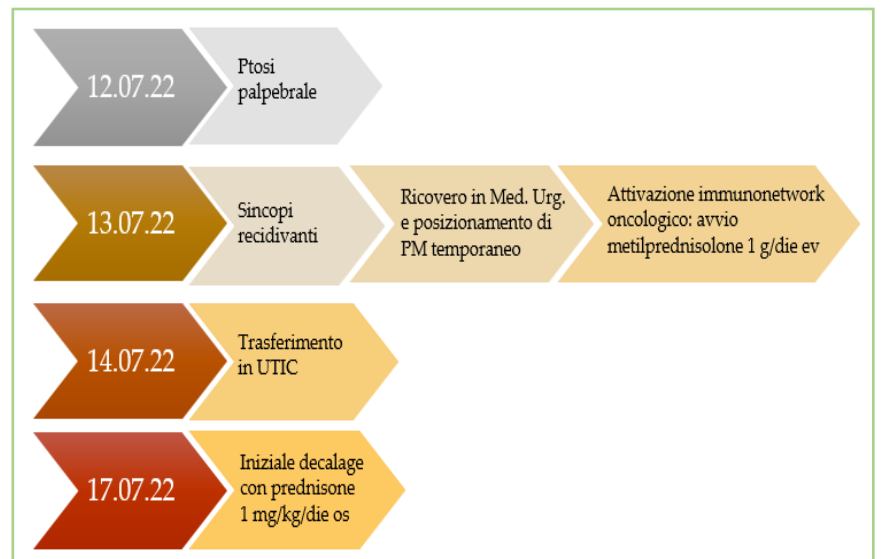 12.07.22
Ptosi
palpebrale
13.07.22
Sincopi
recidivanti
Ricovero in Med. Urg.
e posizionamento di
PM temporaneo
Attivazione immunonetwork
oncologico: avvio
metilprednisolone 1 g/die ev
14.07.22
Trasferimento
in UTIC
17.07.22
Iniziale decalage
con prednisone
1 mg/kg/die os